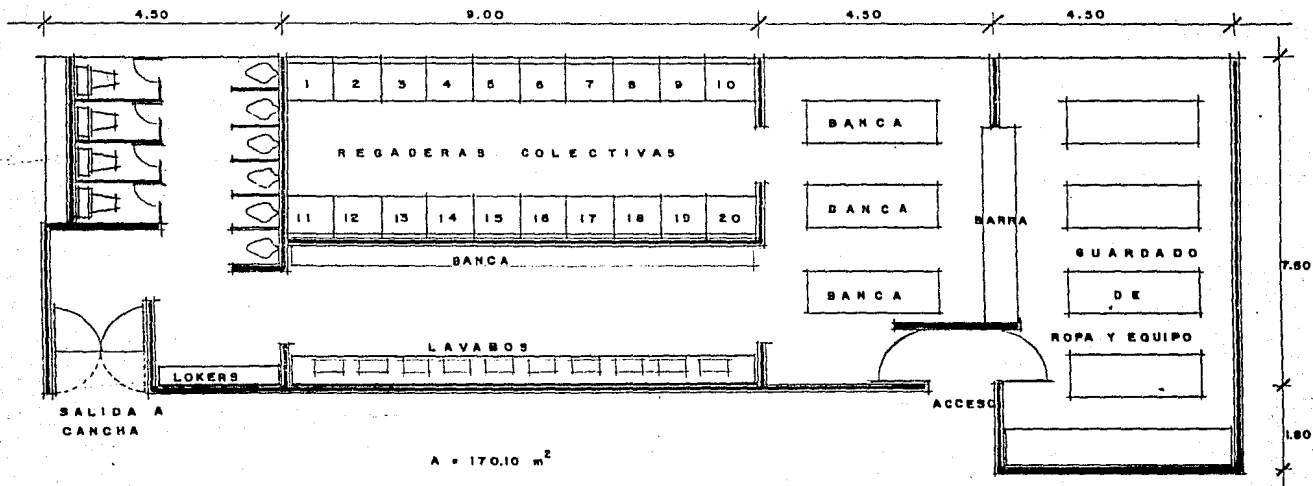 4.50 9.00 4.50 4.50
1 2 3 4 5 6 7 8 9 10
BANCA
REGADERAS COLECTIVAS
11 12 13 14 15 16 17 18 19 20
BANCA
BARRA
BANCA
GUARDADO
7.60
BANCA
DE
LAVABOS
ROPA Y EQUIPO
LOKERS
SALIDA A
CANCHA
ACCESO
1.80
A = 170.10 m²